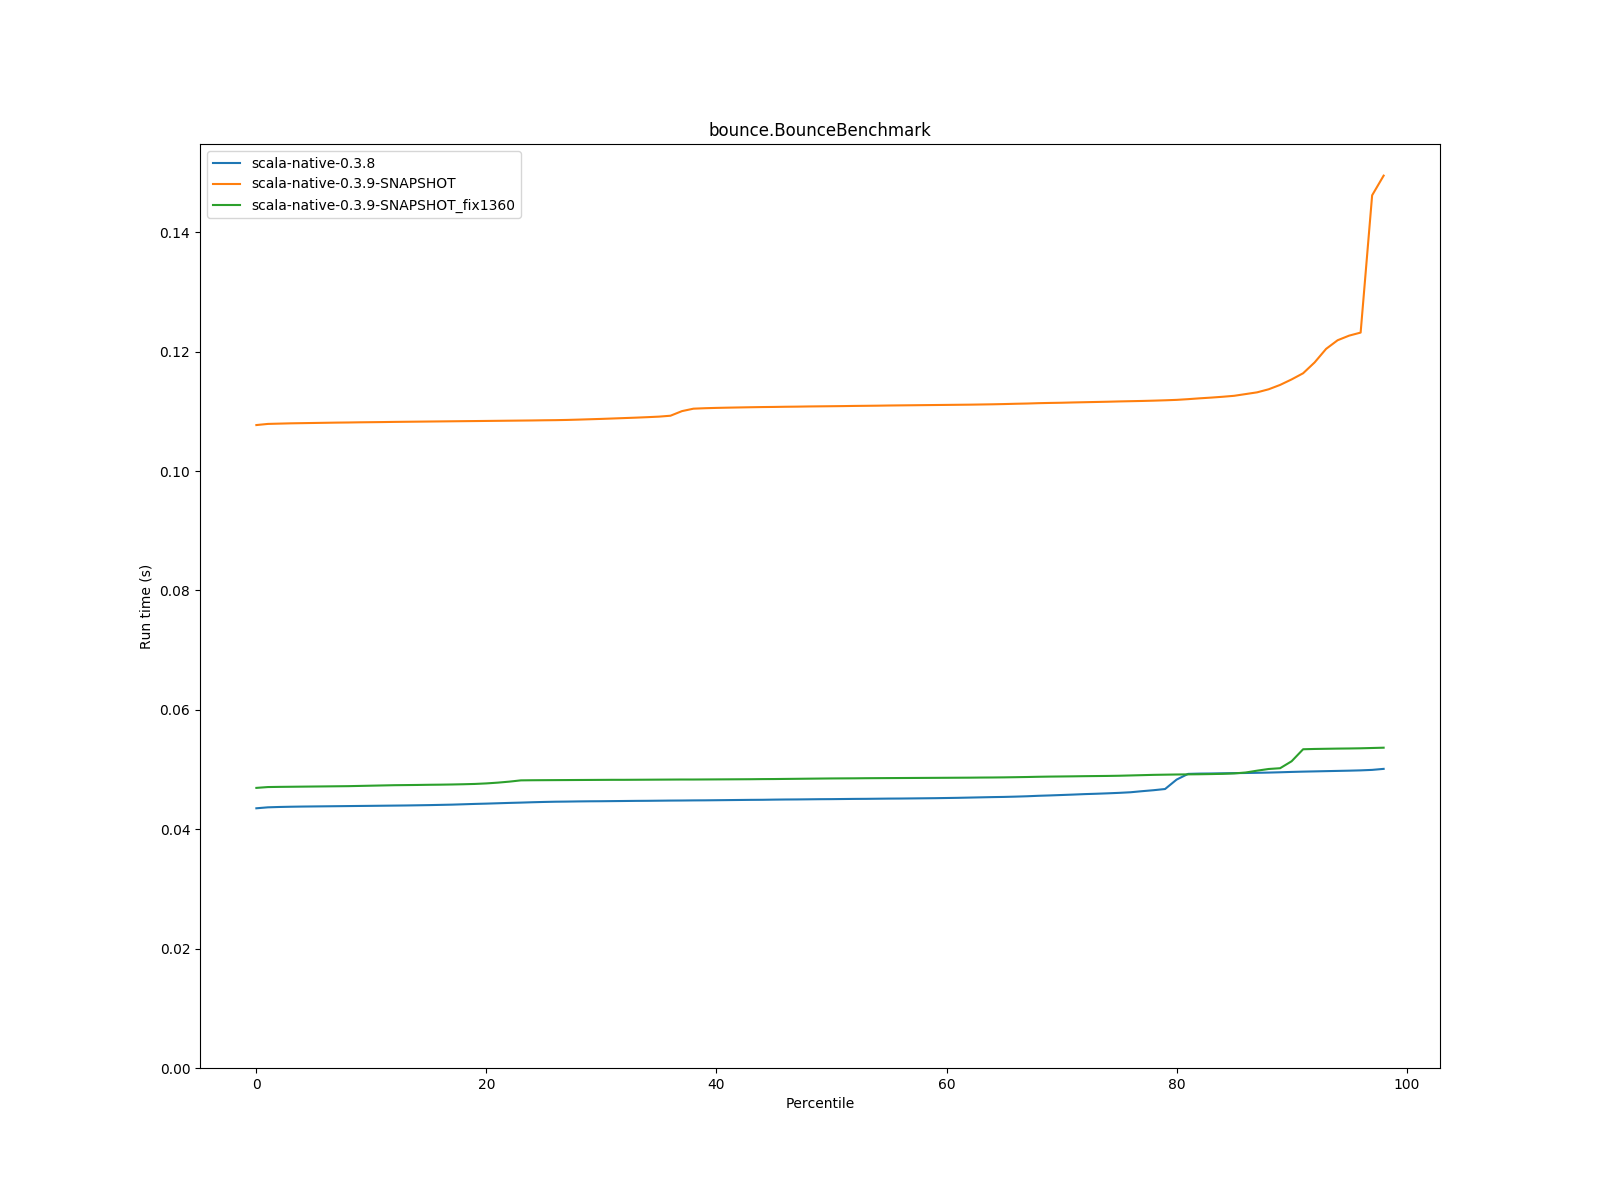 bounce.BounceBenchmark
scala-native-0.3.8
scala-native-0.3.9-SNAPSHOT
scala-native-0.3.9-SNAPSHOT_fix1360
0.14
0.12
0.10
0.08
0.06
0.04
0.02
0.00
Run time (s)
0 20 40 60 80 100
Percentile